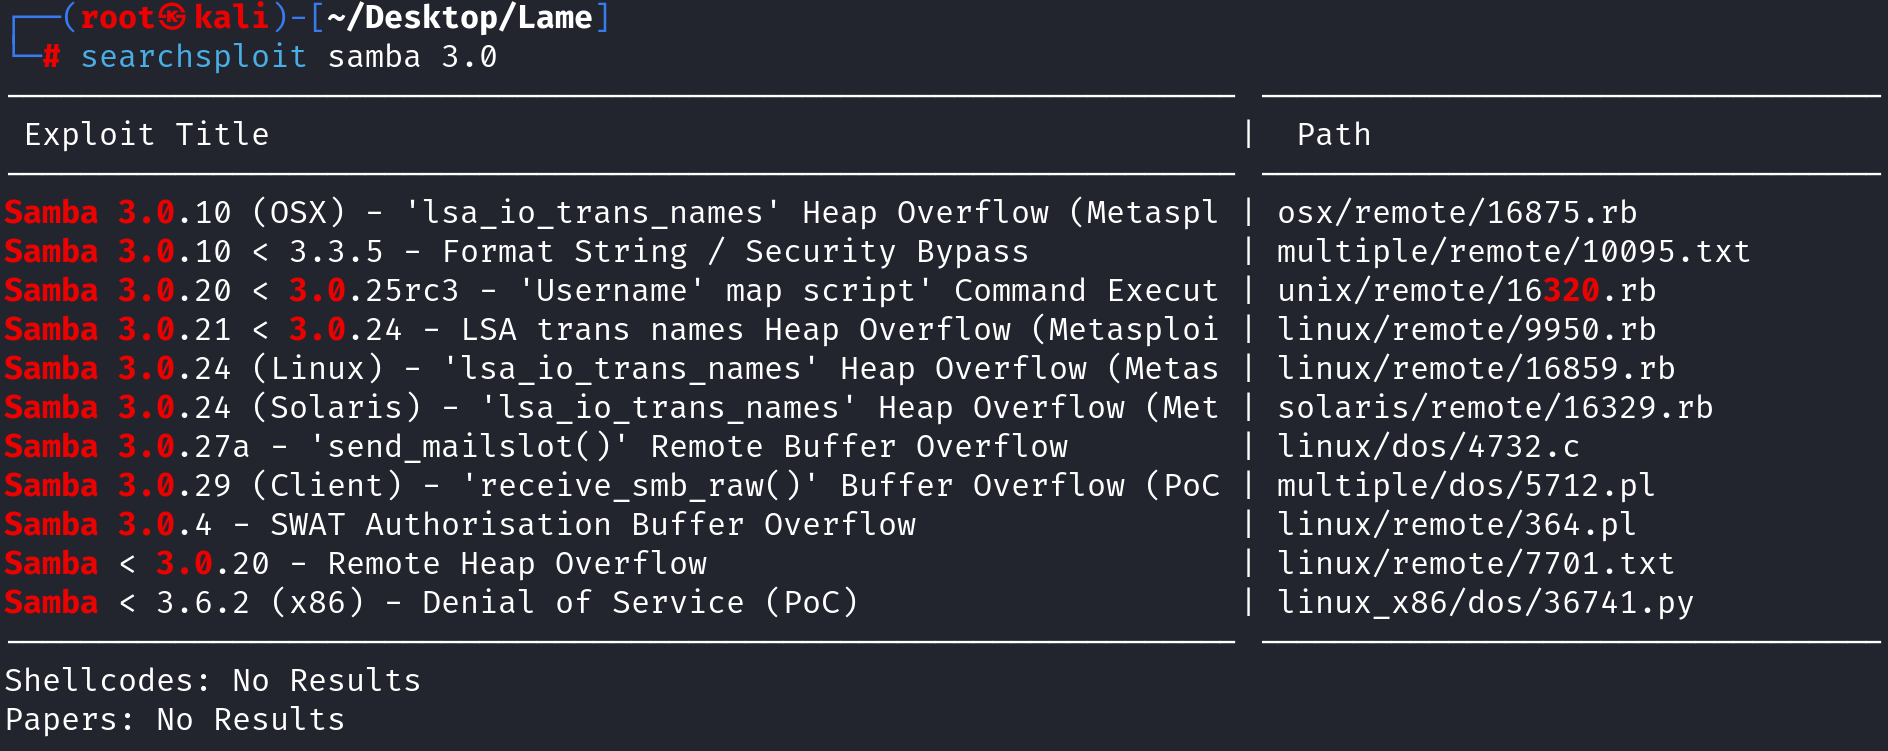 ┌──(root㉿kali)-[~/Desktop/Lame]
└─# searchsploit samba 3.0
Exploit Title | Path
Samba 3.0.10 (OSX) - 'lsa_io_trans_names' Heap Overflow (Metaspl | osx/remote/16875.rb
Samba 3.0.10 < 3.3.5 - Format String / Security Bypass | multiple/remote/10095.txt
Samba 3.0.20 < 3.0.25rc3 - 'Username' map script' Command Execut | unix/remote/16320.rb
Samba 3.0.21 < 3.0.24 - LSA trans names Heap Overflow (Metasploi | linux/remote/9950.rb
Samba 3.0.24 (Linux) - 'lsa_io_trans_names' Heap Overflow (Metas | linux/remote/16859.rb
Samba 3.0.24 (Solaris) - 'lsa_io_trans_names' Heap Overflow (Met | solaris/remote/16329.rb
Samba 3.0.27a - 'send_mailslot()' Remote Buffer Overflow | linux/dos/4732.c
Samba 3.0.29 (Client) - 'receive_smb_raw()' Buffer Overflow (PoC | multiple/dos/5712.pl
Samba 3.0.4 - SWAT Authorisation Buffer Overflow | linux/remote/364.pl
Samba < 3.0.20 - Remote Heap Overflow | linux/remote/7701.txt
Samba < 3.6.2 (x86) - Denial of Service (PoC) | linux_x86/dos/36741.py
Shellcodes: No Results
Papers: No Results